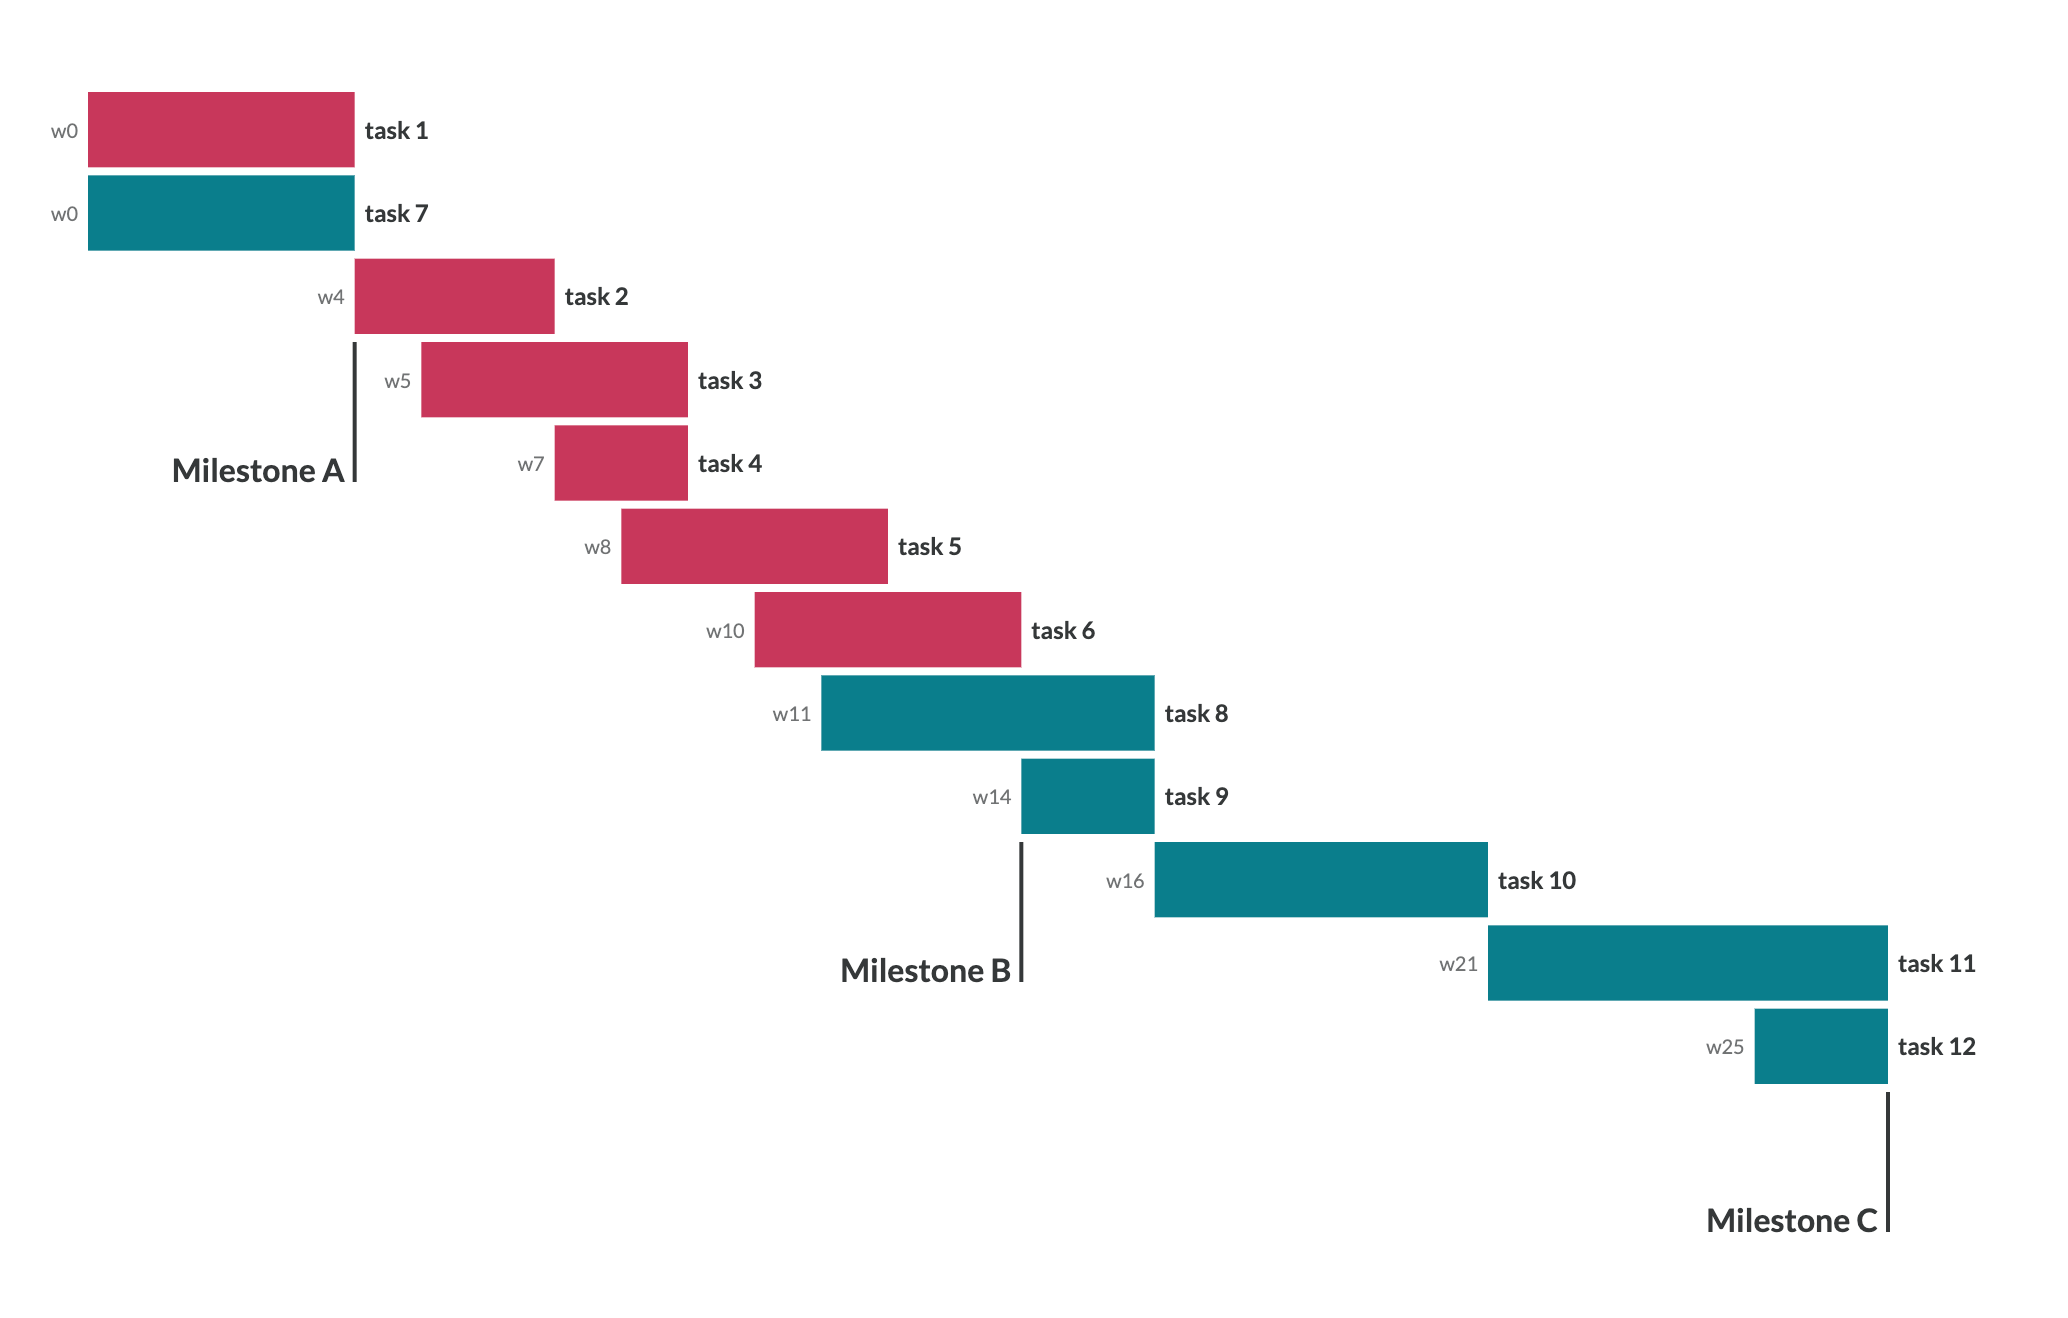 w0 task 1
w0 task 7
w4 task 2
w5 task 3
Milestone A w7 task 4
w8 task 5
w10 task 6
w11 task 8
w14 task 9
w16 task 10
Milestone B w21 task 11
w25 task 12
Milestone C